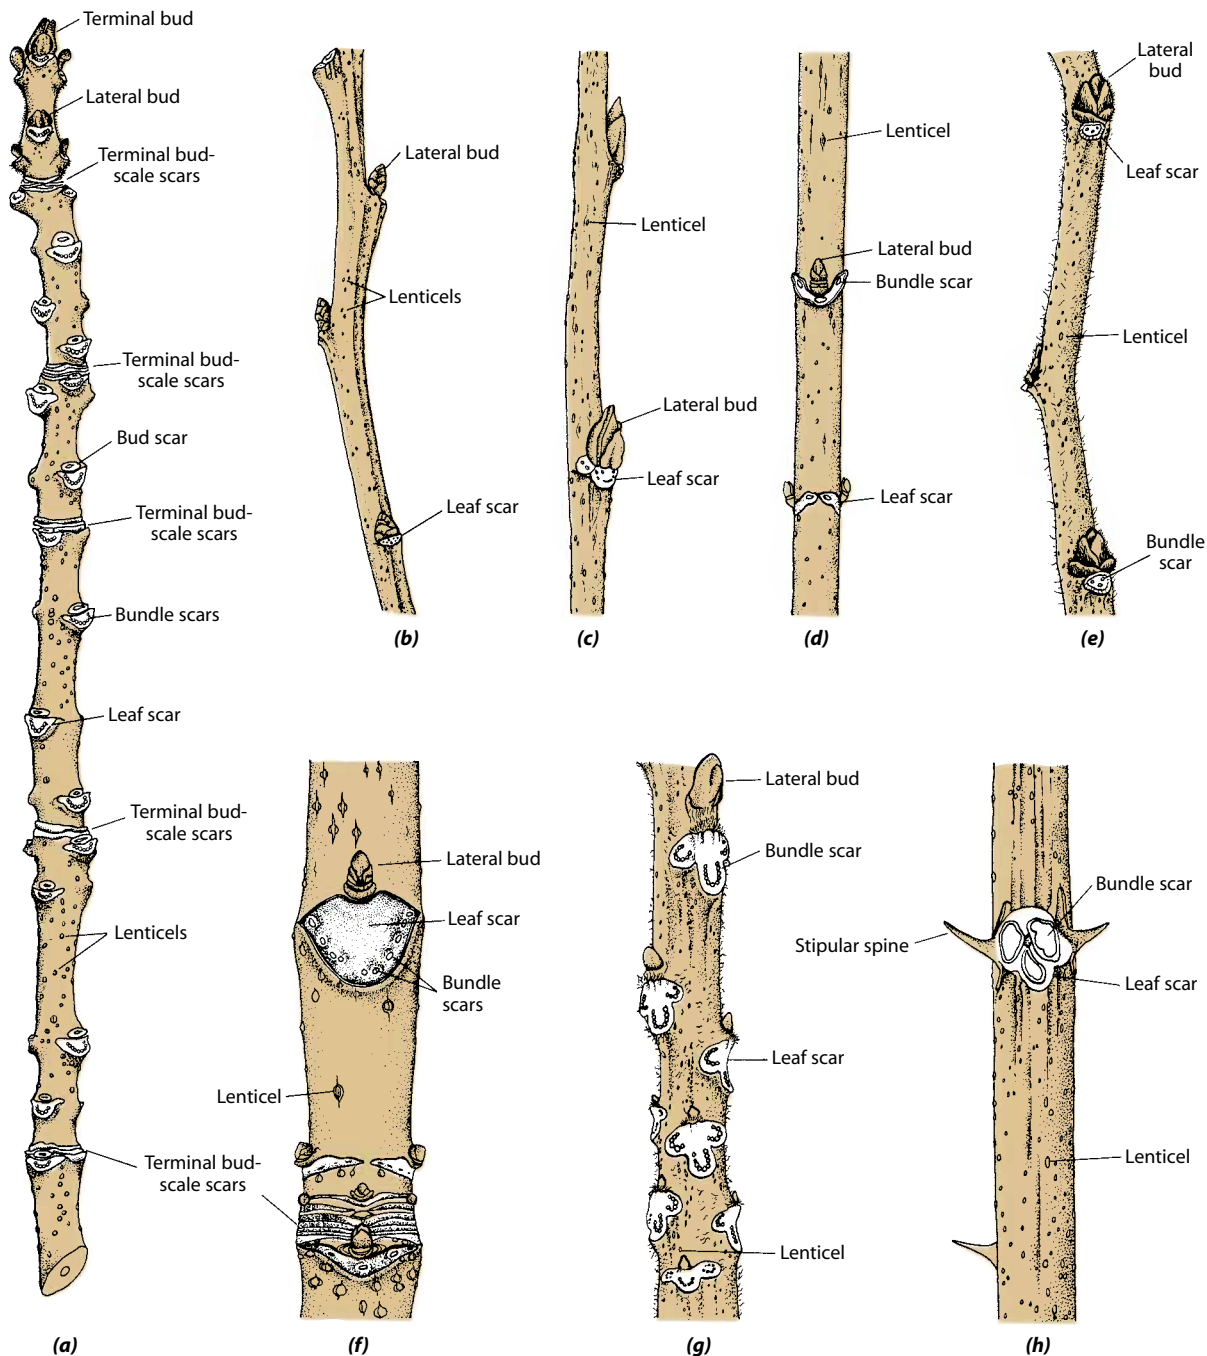 Terminal bud
Lateral bud
Terminal bud-
scale scars
Terminal bud-
scale scars
Bud scar
Terminal bud-
scale scars
Bundle scars
Leaf scar
Terminal bud-
scale scars
Lenticels
Terminal bud-
scale scars
(a)
Lateral bud
Lenticels
Leaf scar
(b)
Lenticel
Lateral bud
Leaf scar
(c)
Lenticel
Lateral bud
Bundle scar
Leaf scar
(d)
Lateral
bud
Leaf scar
Lenticel
Bundle
scar
(e)
Lateral bud
Leaf scar
Bundle
scars
Lenticel
(f)
Lateral bud
Bundle scar
Leaf scar
Lenticel
(g)
Bundle scar
Stipular spine
Leaf scar
Lenticel
(h)